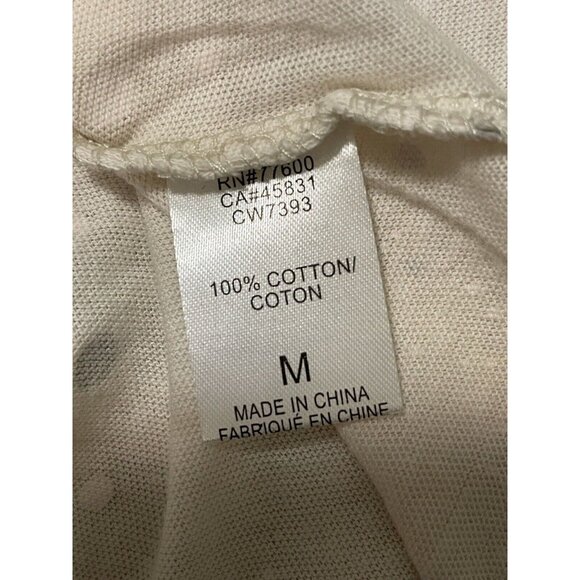 RN#77600
CA#45831
CW7393
100% COTTON/
COTON
M
MADE IN CHINA
FABRIQUÉ EN CHINE